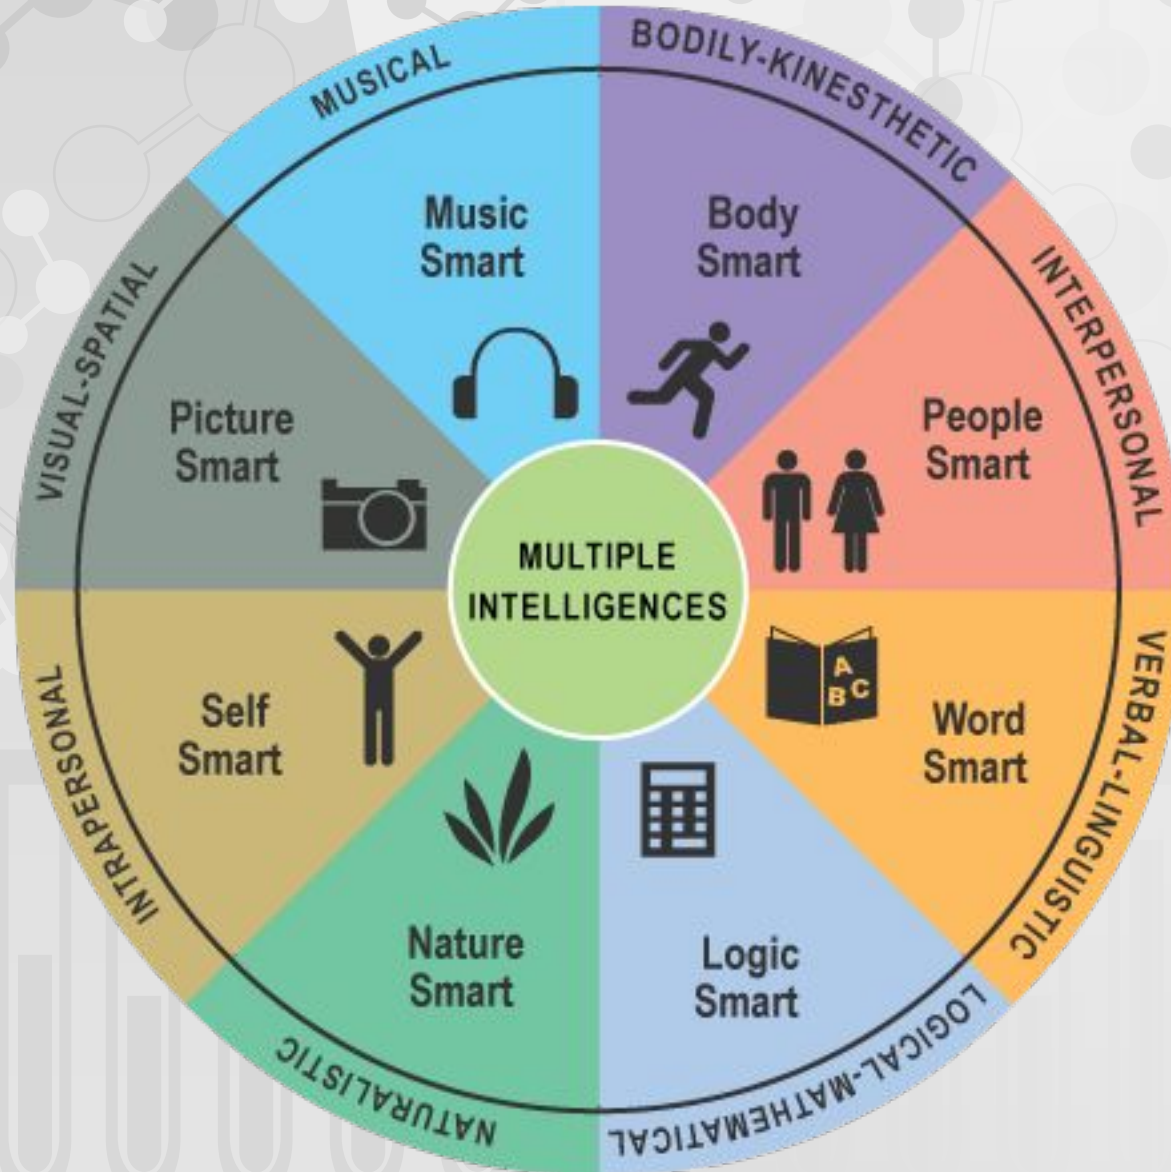 MUSICAL
Music
Smart
BODILY-KINESTHETIC
Body
Smart
INTERPERSONAL
People
Smart
VERBAL-LINGUISTIC
A
B C
Word
Smart
LOGICAL-MATHEMATICAL
Logic
Smart
NATURALISTIC
Nature
Smart
INTRAPERSONAL
Self
Smart
VISUAL-SPATIAL
Picture
Smart
MULTIPLE
INTELLIGENCES